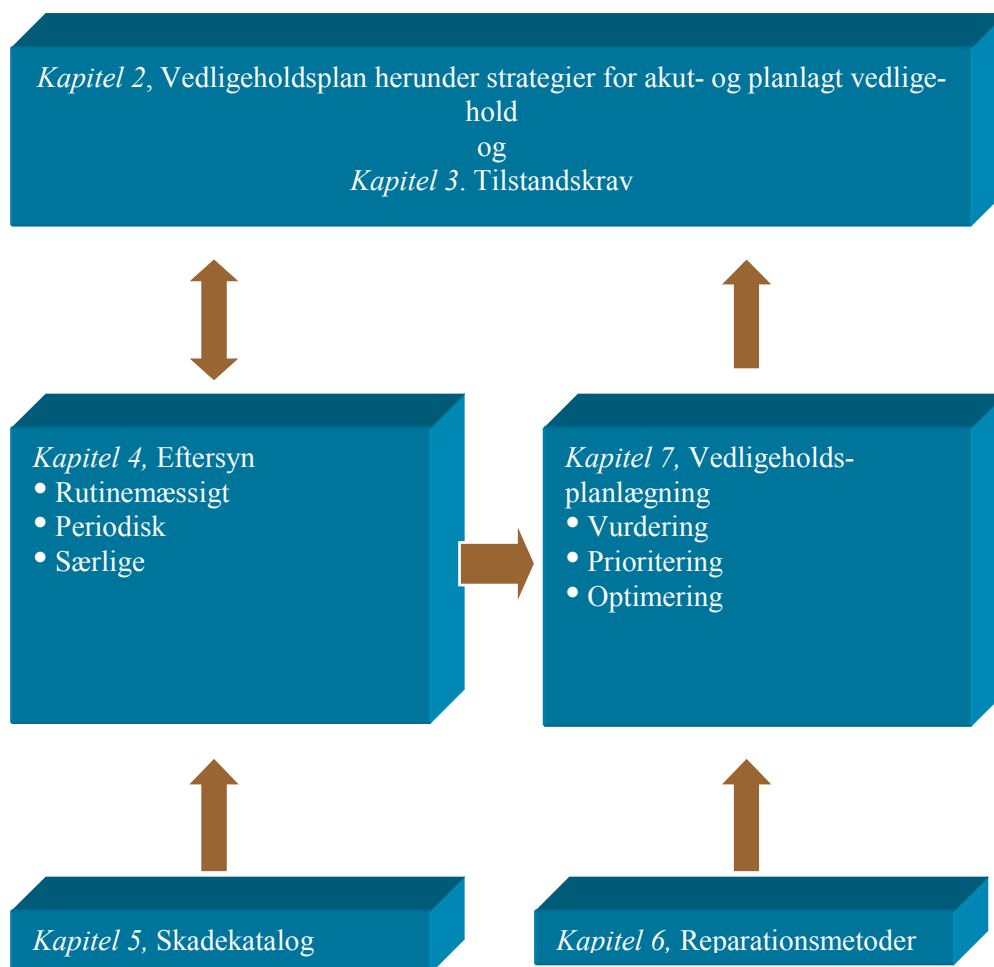 Kapitel 2, Vedligeholdsplan herunder strategier for akut- og planlagt vedlige-
hold
og
Kapitel 3. Tilstandskrav
Kapitel 4, Eftersyn
• Rutinemæssigt
• Periodisk
• Særlige
Kapitel 7, Vedligeholds-
planlægning
• Vurdering
• Prioritering
• Optimering
Kapitel 5, Skadekatalog
Kapitel 6, Reparationsmetoder